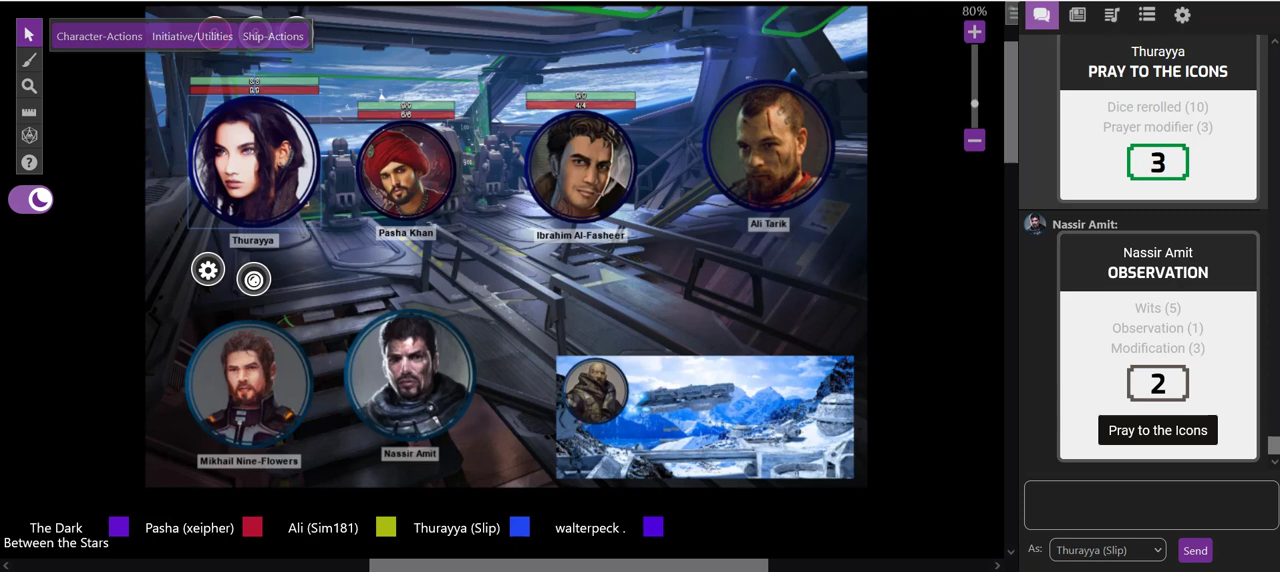 Character-Actions Initiative/Utilities Ship-Actions
80%
4/4
6/6
Thurayya
Pasha Khan
Ibrahim Al-Fasheer
Ali Tarik
Mikhail Nine-Flowers
Nassir Amit
The Dark
Between the Stars
Pasha (xeipher)
Ali (Sim181)
Thurayya (Slip)
walterpeck .
Thurayya
PRAY TO THE ICONS
Dice rerolled (10)
Prayer modifier (3)
3
Nassir Amit:
Nassir Amit
OBSERVATION
Wits (5)
Observation (1)
Modification (3)
2
Pray to the Icons
As: Thurayya (Slip) Send